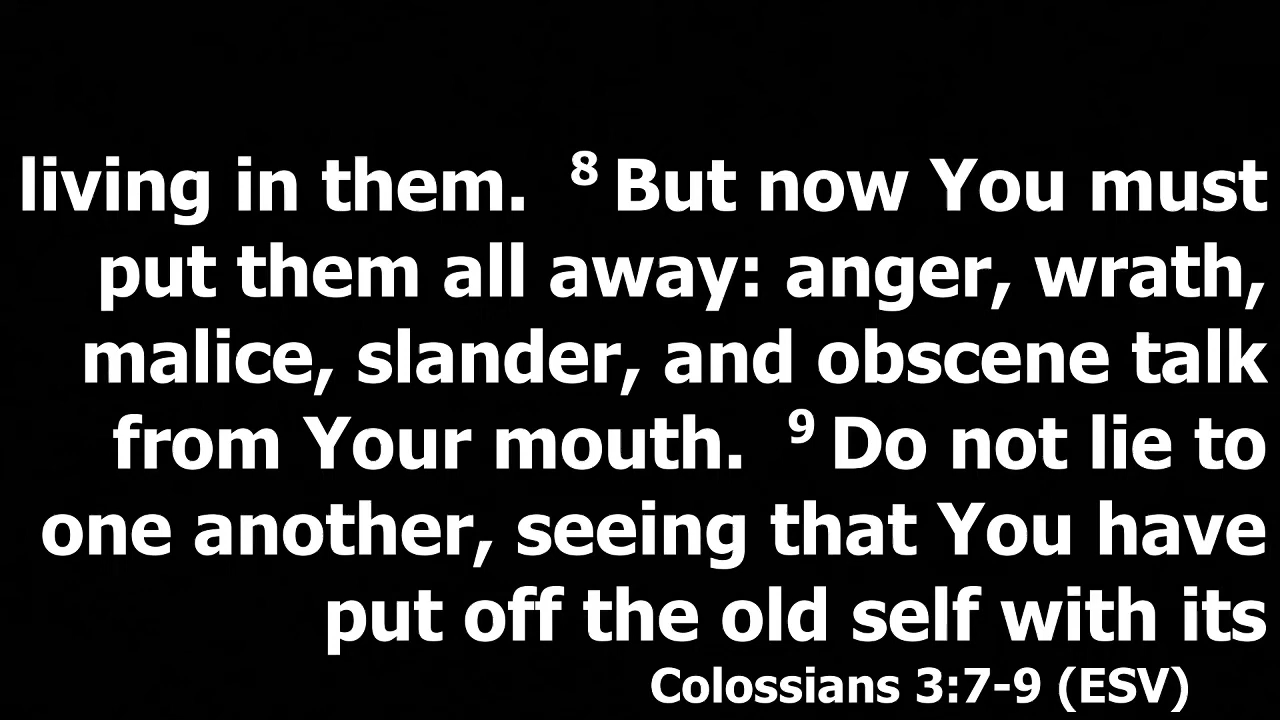 living in them. ⁸ But now You must
put them all away: anger, wrath,
malice, slander, and obscene talk
from Your mouth. ⁹ Do not lie to
one another, seeing that You have
put off the old self with its
Colossians 3:7-9 (ESV)